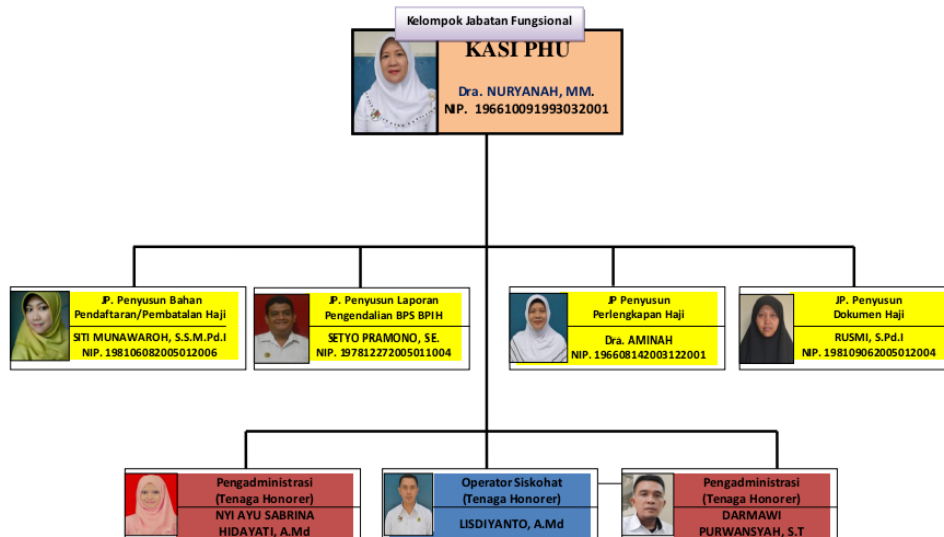 Kelompok Jabatan Fungsional
KASI PHU
Dra. NURYANAH, MM.
NIP. 196610091993032001
JP. Penyusun Bahan
Pendaftaran/Pembatalan Haji
SITI MUNAWAROH, S.S.M.Pd.I
NIP. 198106082005012006
JP. Penyusun Laporan
Pengendalian BPS BPIH
SETYO PRAMONO, SE.
NIP. 197812272005011004
JP Penyusun
Perlengkapan Haji
Dra. AMINAH
NIP. 196608142003122001
JP. Penyusun
Dokumen Haji
RUSMI, S.Pd.I
NIP. 198109062005012004
Pengadministrasi
(Tenaga Honorer)
NYI AYU SABRINA
HIDAYATI, A.Md
Operator Siskohat
(Tenaga Honorer)
LISDIYANTO, A.Md
Pengadministrasi
(Tenaga Honorer)
DARMAWI
PURWANSYAH, S.T